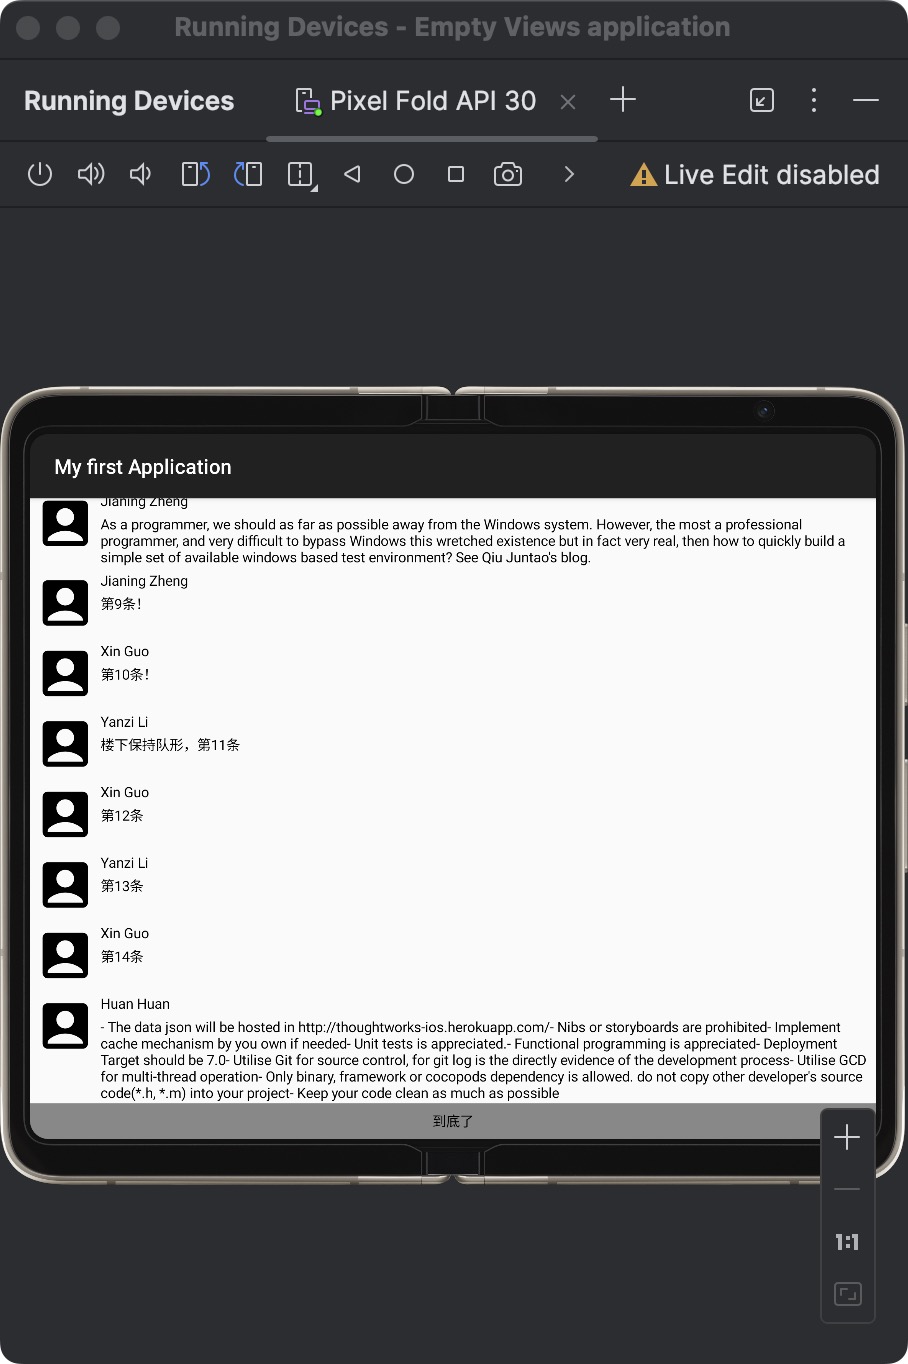 Running Devices - Empty Views application
Running Devices
Pixel Fold API 30
Live Edit disabled
My first Application
Jianing Zheng
As a programmer, we should as far as possible away from the Windows system. However, the most a professional
programmer, and very difficult to bypass Windows this wretched existence but in fact very real, then how to quickly build a
simple set of available windows based test environment? See Qiu Juntao's blog.
Jianing Zheng
第9条!
Xin Guo
第10条!
Yanzi Li
楼下保持队形，第11条
Xin Guo
第12条
Yanzi Li
第13条
Xin Guo
第14条
Huan Huan
- The data json will be hosted in http://thoughtworks-ios.herokuapp.com/- Nibs or storyboards are prohibited- Implement
cache mechanism by you own if needed- Unit tests is appreciated.- Functional programming is appreciated- Deployment
Target should be 7.0- Utilise Git for source control, for git log is the directly evidence of the development process- Utilise GCD
for multi-thread operation- Only binary, framework or cocopods dependency is allowed. do not copy other developer's source
code(*.h, *.m) into your project- Keep your code clean as much as possible
到底了
1:1